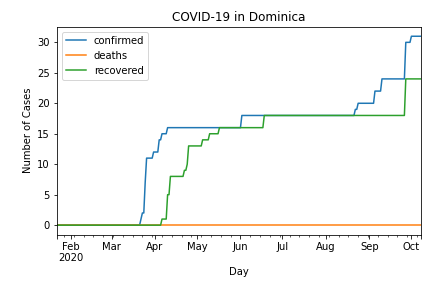 COVID-19 in Dominica
confirmed
deaths
recovered
Number of Cases
30
25
20
15
10
5
0
Feb Mar Apr May Jun Jul Aug Sep Oct
2020
Day